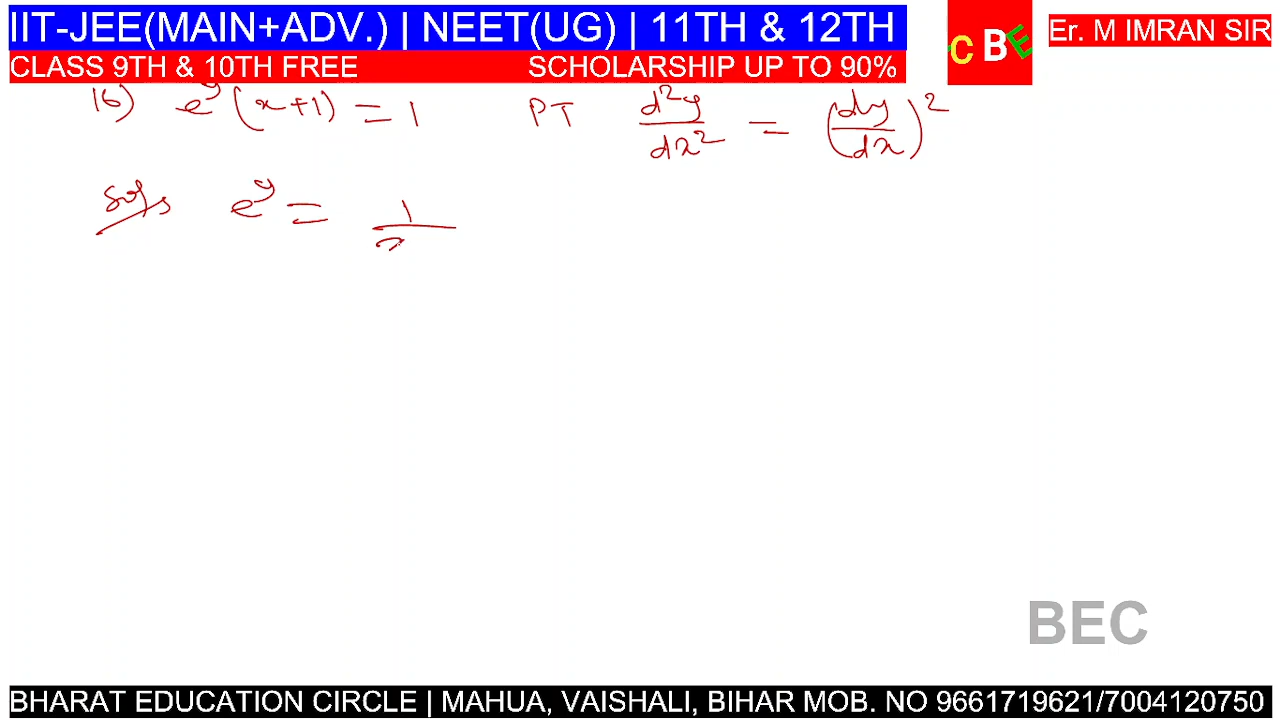 IIT-JEE(MAIN+ADV.) | NEET(UG) | 11TH & 12TH
CLASS 9TH & 10TH FREE SCHOLARSHIP UP TO 90%
CBE
Er. M IMRAN SIR
16) e^y (x+1) = 1 PT d²y/dx² = (dy/dx)²
Sol^n e^y = 1/x
BEC
BHARAT EDUCATION CIRCLE | MAHUA, VAISHALI, BIHAR MOB. NO 9661719621/7004120750